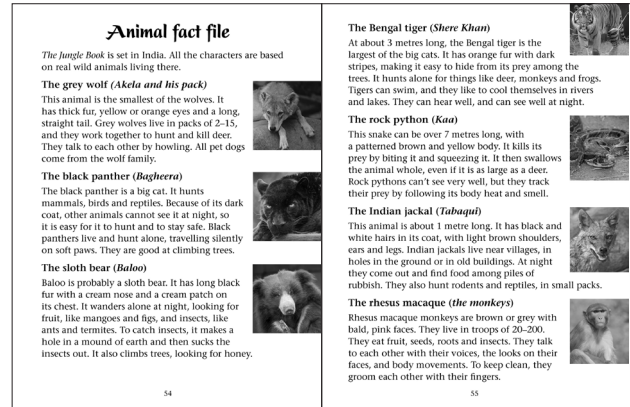 Animal fact file
The Jungle Book is set in India. All the characters are based
on real wild animals living there.
The grey wolf (Akela and his pack)
This animal is the smallest of the wolves. It
has thick fur, yellow or orange eyes and a long,
straight tail. Grey wolves live in packs of 2–15,
and they work together to hunt and kill deer.
They talk to each other by howling. All pet dogs
come from the wolf family.
The black panther (Bagheera)
The black panther is a big cat. It hunts
mammals, birds and reptiles. Because of its dark
coat, other animals cannot see it at night, so
it is easy for it to hunt and to stay safe. Black
panthers live and hunt alone, travelling silently
on soft paws. They are good at climbing trees.
The sloth bear (Baloo)
Baloo is probably a sloth bear. It has long black
fur with a cream nose and a cream patch on
its chest. It wanders alone at night, looking for
fruit, like mangoes and figs, and insects, like
ants and termites. To catch insects, it makes a
hole in a mound of earth and then sucks the
insects out. It also climbs trees, looking for honey.
54
The Bengal tiger (Shere Khan)
At about 3 metres long, the Bengal tiger is the
largest of the big cats. It has orange fur with dark
stripes, making it easy to hide from its prey among the
trees. It hunts alone for things like deer, monkeys and frogs.
Tigers can swim, and they like to cool themselves in rivers
and lakes. They can hear well, and can see well at night.
The rock python (Kaa)
This snake can be over 7 metres long, with
a patterned brown and yellow body. It kills its
prey by biting it and squeezing it. It then swallows
the animal whole, even if it is as large as a deer.
Rock pythons can't see very well, but they track
their prey by following its body heat and smell.
The Indian jackal (Tabaqui)
This animal is about 1 metre long. It has black and
white hairs in its coat, with light brown shoulders,
ears and legs. Indian jackals live near villages, in
holes in the ground or in old buildings. At night
they come out and find food among piles of
rubbish. They also hunt rodents and reptiles, in small packs.
The rhesus macaque (the monkeys)
Rhesus macaque monkeys are brown or grey with
bald, pink faces. They live in troops of 20–200.
They eat fruit, seeds, roots and insects. They talk
to each other with their voices, the looks on their
faces, and body movements. To keep clean, they
groom each other with their fingers.
55